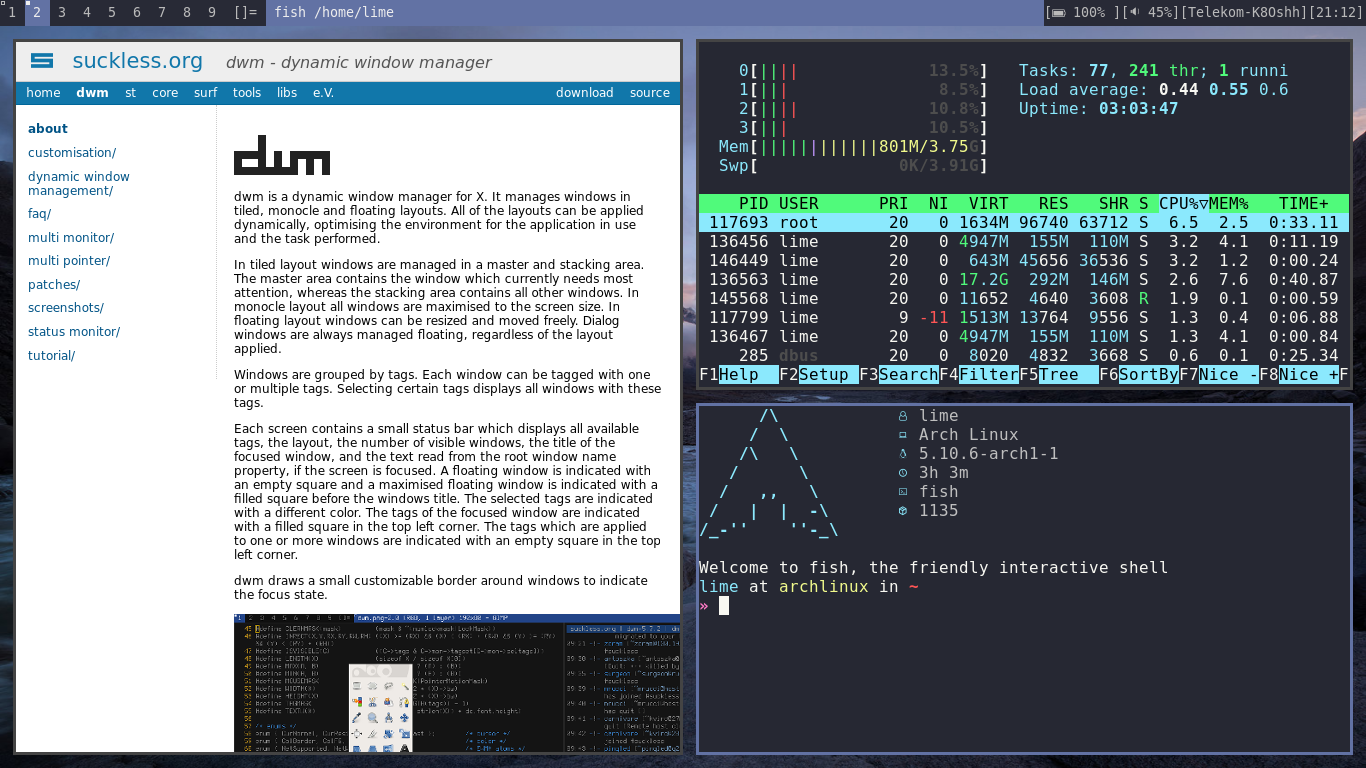 1 2 3 4 5 6 7 8 9 []= fish /home/lime [ 100% ][ 45%][Telekom-K8Oshh][21:12]
suckless.org dwm - dynamic window manager
home dwm st core surf tools libs e.V. download source
about
customisation/
dynamic window
management/
faq/
multi monitor/
multi pointer/
patches/
screenshots/
status monitor/
tutorial/
dwm
dwm is a dynamic window manager for X. It manages windows in
tiled, monocle and floating layouts. All of the layouts can be applied
dynamically, optimising the environment for the application in use
and the task performed.
In tiled layout windows are managed in a master and stacking area.
The master area contains the window which currently needs most
attention, whereas the stacking area contains all other windows. In
monocle layout all windows are maximised to the screen size. In
floating layout windows can be resized and moved freely. Dialog
windows are always managed floating, regardless of the layout
applied.
Windows are grouped by tags. Each window can be tagged with one
or multiple tags. Selecting certain tags displays all windows with these
tags.
Each screen contains a small status bar which displays all available
tags, the layout, the number of visible windows, the title of the
focused window, and the text read from the root window name
property, if the screen is focused. A floating window is indicated with
an empty square and a maximised floating window is indicated with a
filled square before the windows title. The selected tags are indicated
with a different color. The tags of the focused window are indicated
with a filled square in the top left corner. The tags which are applied
to one or more windows are indicated with an empty square in the top
left corner.
dwm draws a small customizable border around windows to indicate
the focus state.
0[|||| 13.5%] Tasks: 77, 241 thr; 1 runni
1[||| 8.5%] Load average: 0.44 0.55 0.6
2[|||| 10.8%] Uptime: 03:03:47
3[||| 10.5%]
Mem[||||||||||||801M/3.75G]
Swp[ 0K/3.91G]
PID USER PRI NI VIRT RES SHR S CPU%▽MEM% TIME+
117693 root 20 0 1634M 96740 63712 S 6.5 2.5 0:33.11
136456 lime 20 0 4947M 155M 110M S 3.2 4.1 0:11.19
146449 lime 20 0 643M 45656 36536 S 3.2 1.2 0:00.24
136563 lime 20 0 17.2G 292M 146M S 2.6 7.6 0:40.87
145568 lime 20 0 11652 4640 3608 R 1.9 0.1 0:00.59
117799 lime 9 -11 1513M 13764 9556 S 1.3 0.4 0:06.88
136467 lime 20 0 4947M 155M 110M S 1.3 4.1 0:00.84
285 dbus 20 0 8020 4832 3668 S 0.6 0.1 0:25.34
F1Help F2Setup F3SearchF4FilterF5Tree F6SortByF7Nice -F8Nice +F
lime
Arch Linux
5.10.6-arch1-1
3h 3m
fish
1135
Welcome to fish, the friendly interactive shell
lime at archlinux in ~
»